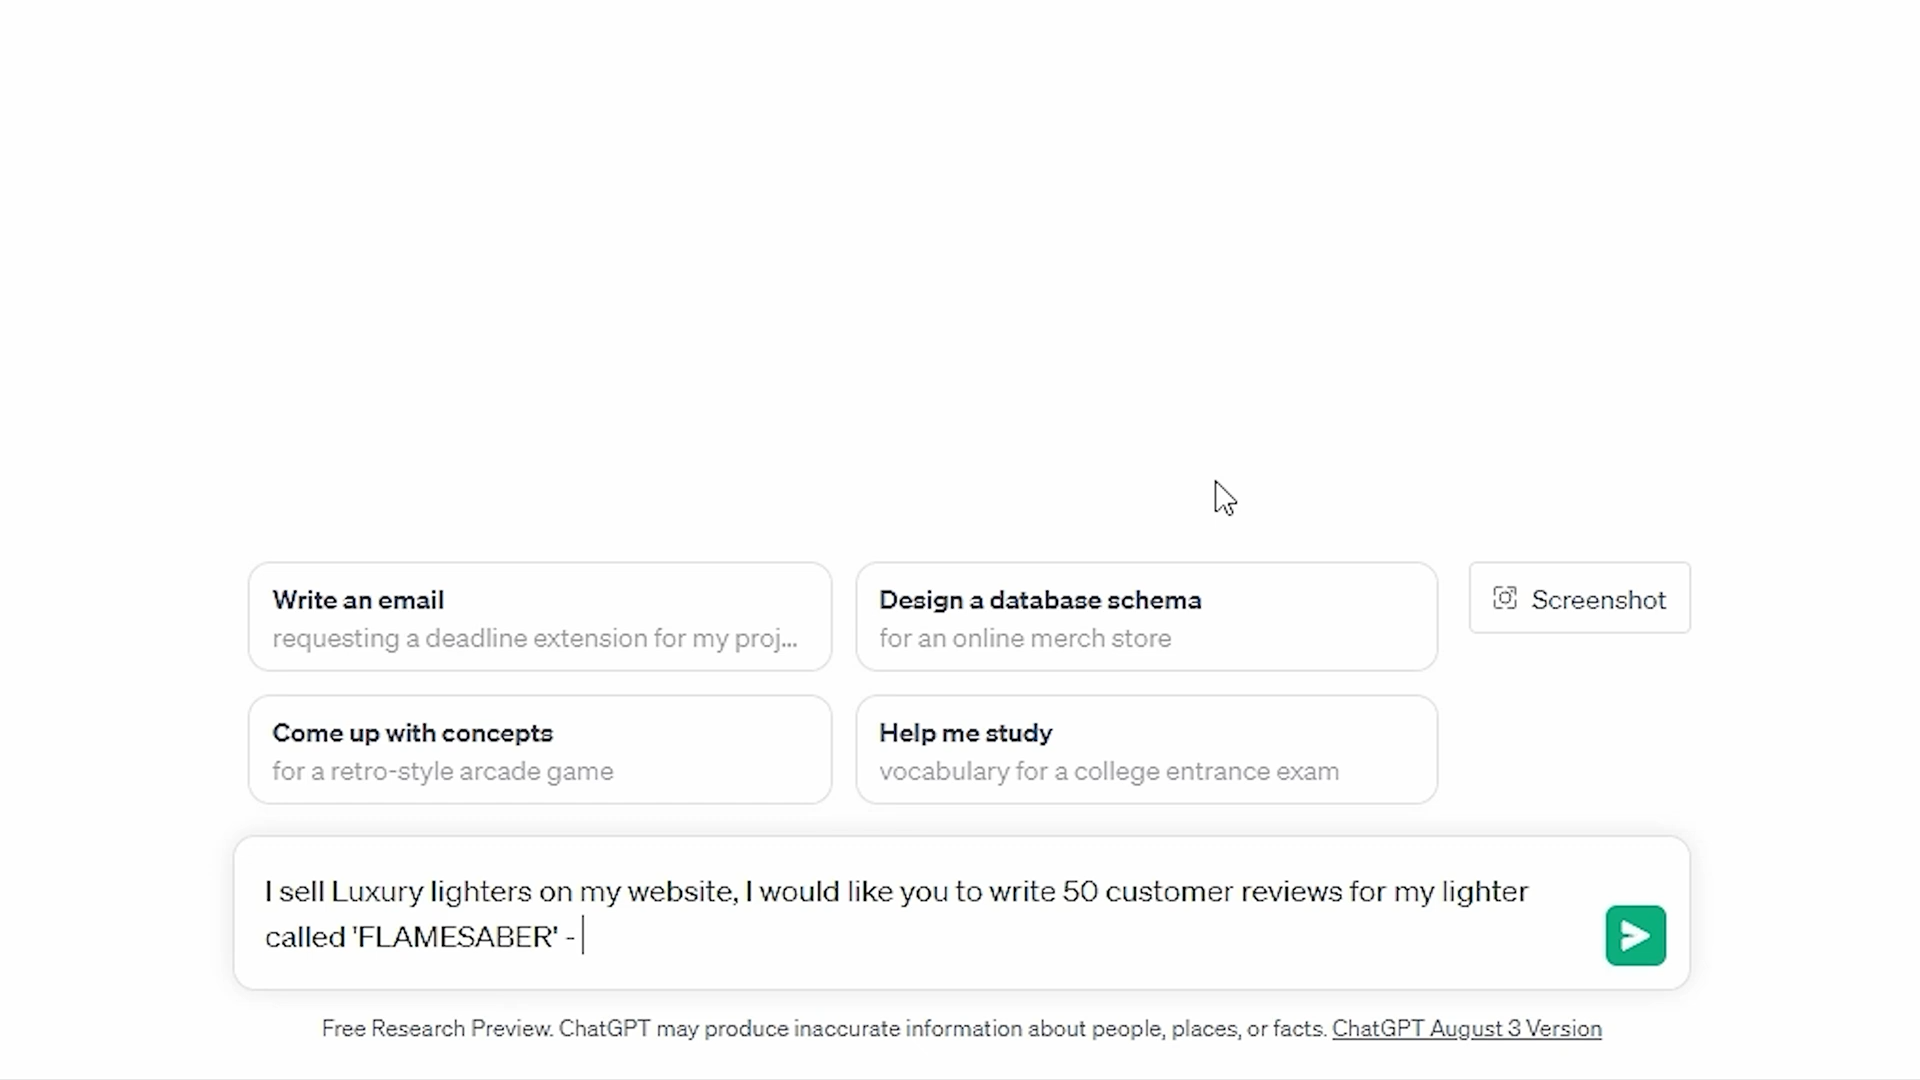 Write an email
requesting a deadline extension for my proj...
Design a database schema
for an online merch store
Screenshot
Come up with concepts
for a retro-style arcade game
Help me study
vocabulary for a college entrance exam
I sell Luxury lighters on my website, I would like you to write 50 customer reviews for my lighter
called 'FLAMESABER' -
Free Research Preview. ChatGPT may produce inaccurate information about people, places, or facts. ChatGPT August 3 Version